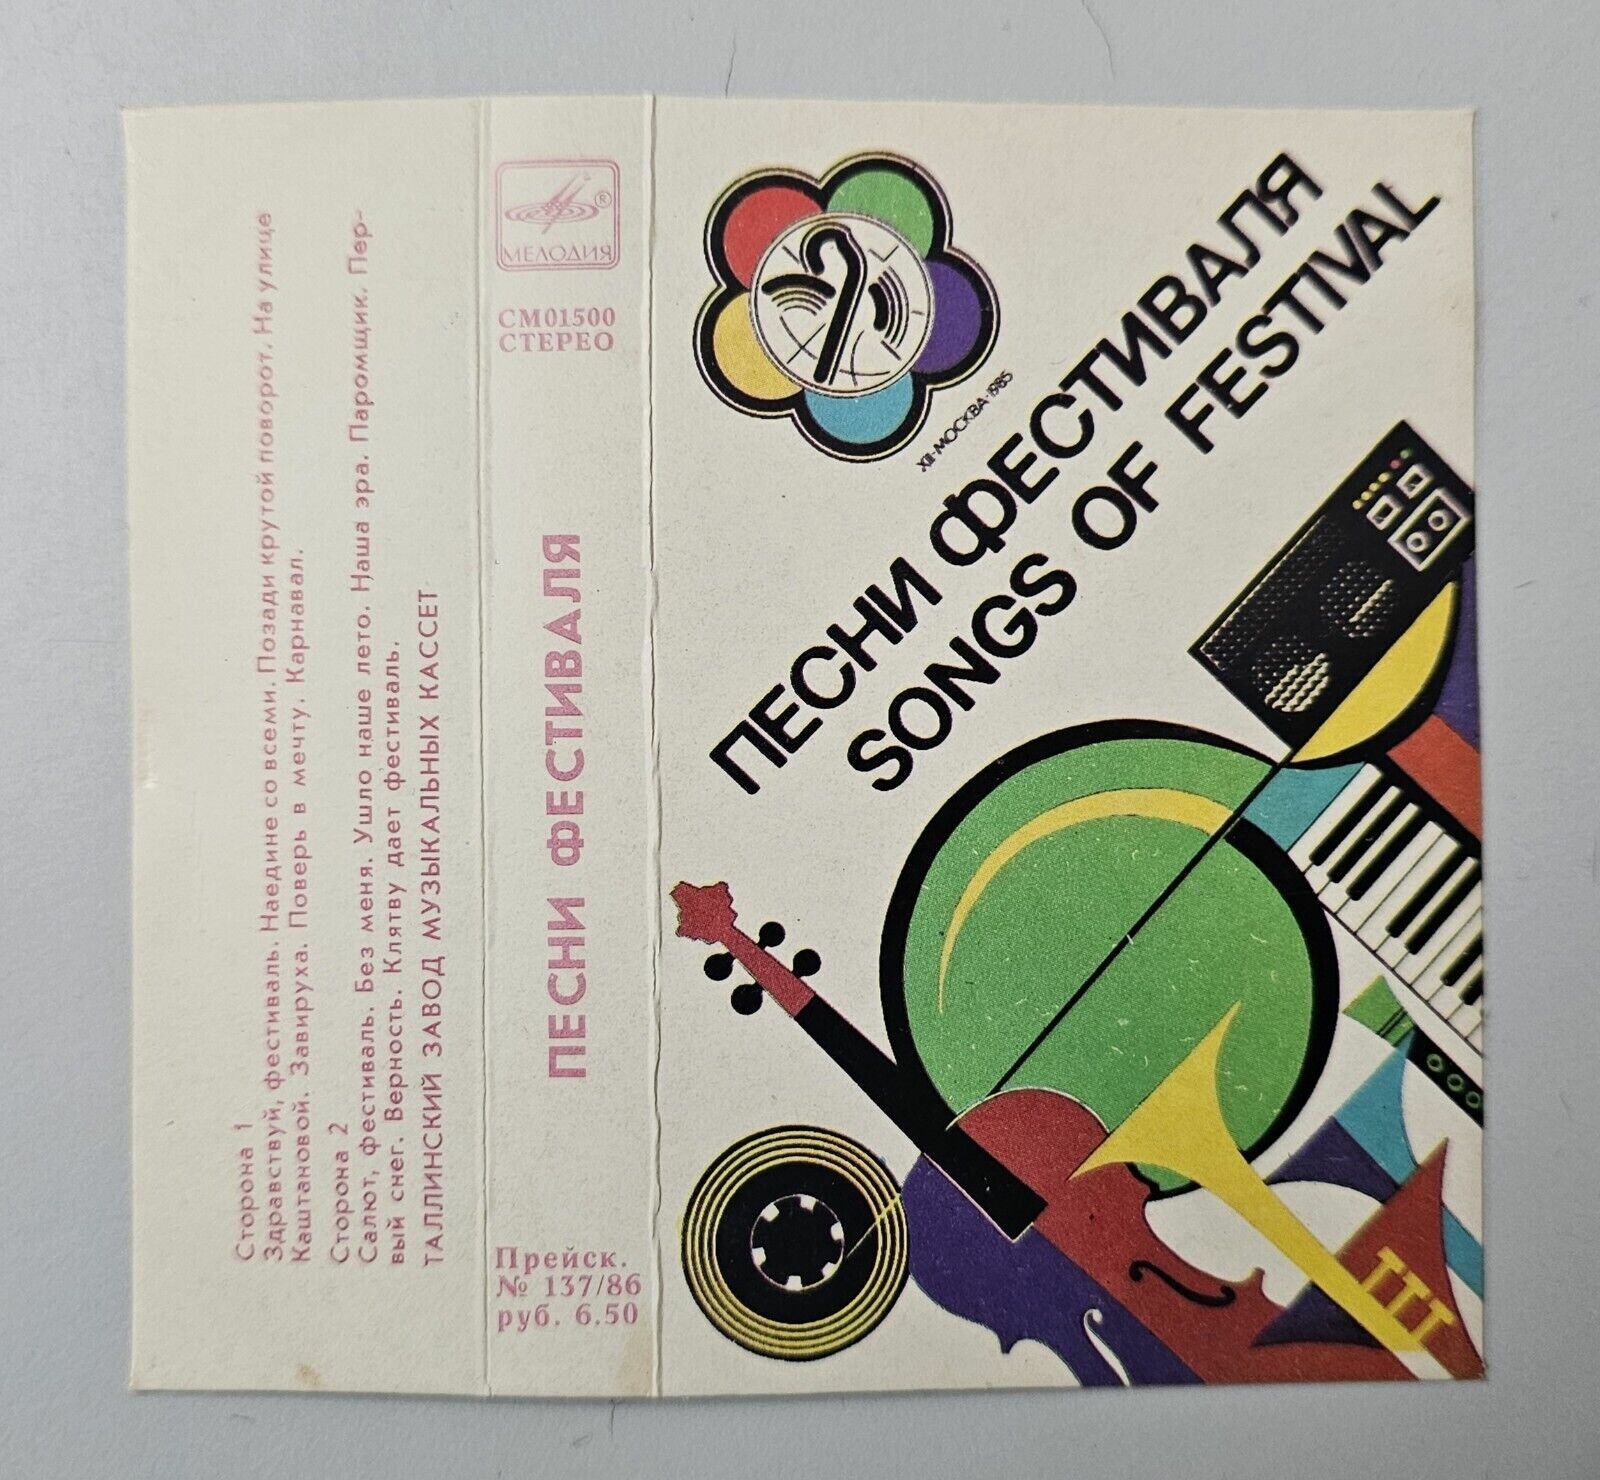 Сторона 1
Здравствуй, фестиваль. Наедине со всеми. Позади крутой поворот. На улице
Каштановой. Завируха. Поверь в мечту. Карнавал.
Сторона 2
Салют, фестиваль. Без меня. Ушло наше лето. Наша эра. Паромщик. Пер-
вый снег. Верность. Клятву дает фестиваль.
ТАЛЛИНСКИЙ ЗАВОД МУЗЫКАЛЬНЫХ КАССЕТ
®
МЕЛОДИЯ
СМ01500
СТЕРЕО
ПЕСНИ ФЕСТИВАЛЯ
Прейск.
№ 137/86
руб. 6.50
XII·МОСКВА·1985
ПЕСНИ ФЕСТИВАЛЯ
SONGS OF FESTIVAL